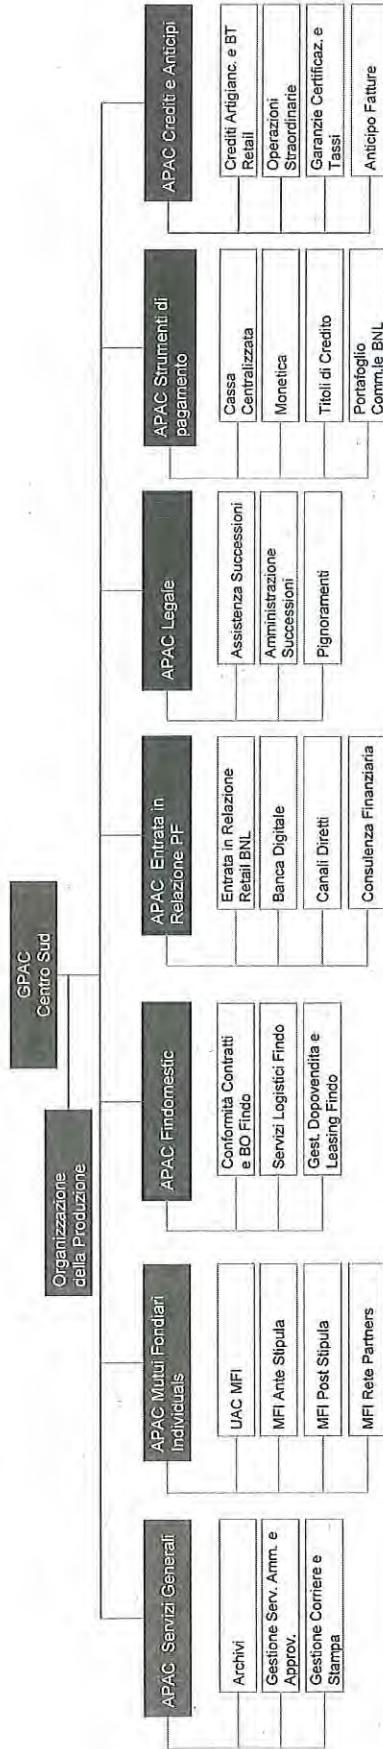 GPAC
Centro Sud
Organizzazione
della Produzione
APAC Servizi Generali
Archivi
Gestione Serv. Amm. e
Approv.
Gestione Corriere e
Stampa
APAC Mutui Fondiari
Individuals
UAC MFI
MFI Ante Stipula
MFI Post Stipula
MFI Rete Partners
APAC Findomestic
Conformità Contratti
e BO Findo
Servizi Logistici Findo
Gest. Dopovendita e
Leasing Findo
APAC Entrata in
Relazione PF
Entrata in Relazione
Retail BNL
Banca Digitale
Canali Diretti
Consulenza Finanziaria
APAC Legale
Assistenza Successioni
Amministrazione
Successioni
Pignoramenti
APAC Strumenti di
pagamento
Cassa
Centralizzata
Monetica
Titoli di Credito
Portafoglio
Comm.le BNL
APAC Crediti e Anticipi
Crediti Artigianc. e BT
Retail
Operazioni
Straordinarie
Garanzie Certificaz. e
Tassi
Anticipo Fatture